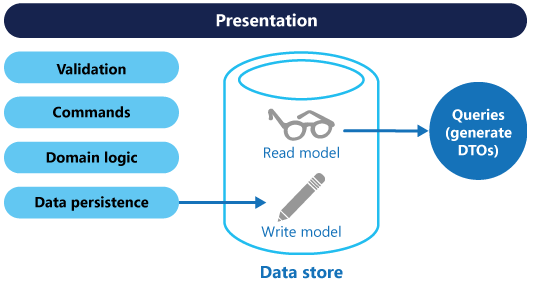 Presentation
Validation
Commands
Domain logic
Data persistence
Read model
Write model
Data store
Queries
(generate
DTOs)